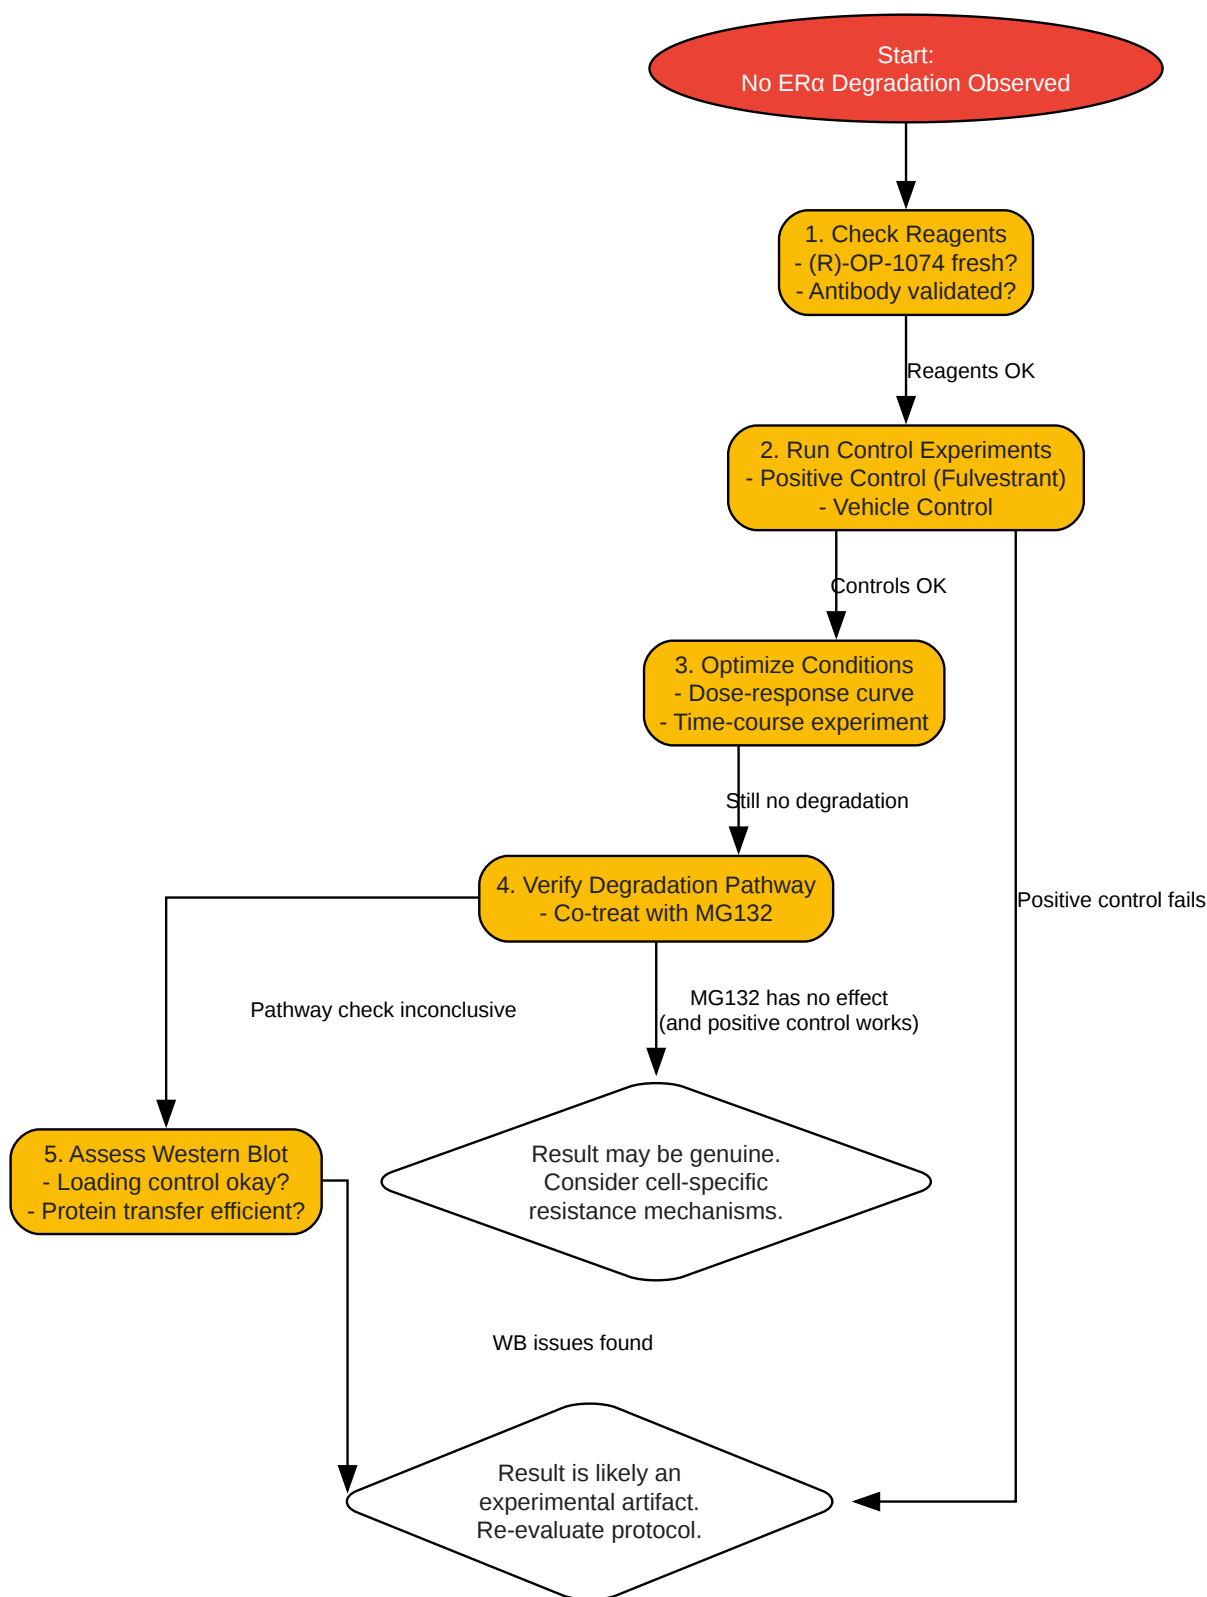 Start:
No ERα Degradation Observed
1. Check Reagents
- (R)-OP-1074 fresh?
- Antibody validated?
Reagents OK
2. Run Control Experiments
- Positive Control (Fulvestrant)
- Vehicle Control
Controls OK
3. Optimize Conditions
- Dose-response curve
- Time-course experiment
Still no degradation
4. Verify Degradation Pathway
- Co-treat with MG132
Positive control fails
Pathway check inconclusive
MG132 has no effect
(and positive control works)
5. Assess Western Blot
- Loading control okay?
- Protein transfer efficient?
Result may be genuine.
Consider cell-specific
resistance mechanisms.
WB issues found
Result is likely an
experimental artifact.
Re-evaluate protocol.